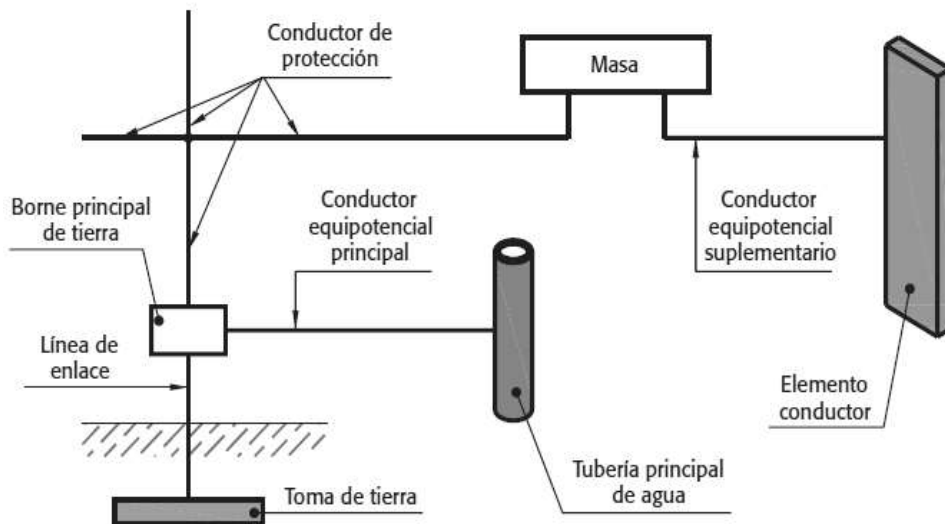 Conductor de
protección
Masa
Borne principal
de tierra
Conductor
equipotencial
principal
Conductor
equipotencial
suplementario
Línea de
enlace
Elemento
conductor
Toma de tierra
Tubería principal
de agua